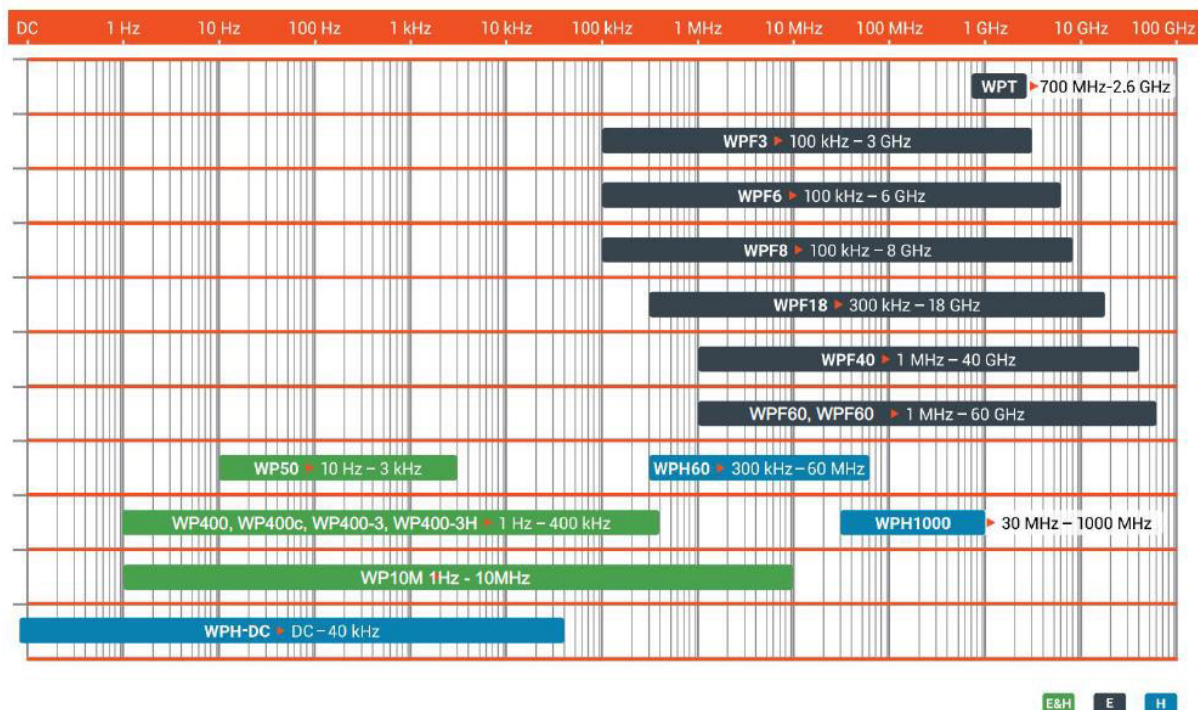 DC 1 Hz 10 Hz 100 Hz 1 kHz 10 kHz 100 kHz 1 MHz 10 MHz 100 MHz 1 GHz 10 GHz 100 GHz
WPT ▸700 MHz-2.6 GHz
WPF3 ▸ 100 kHz – 3 GHz
WPF6 ▸ 100 kHz – 6 GHz
WPF8 ▸ 100 kHz – 8 GHz
WPF18 ▸ 300 kHz – 18 GHz
WPF40 ▸ 1 MHz – 40 GHz
WPF60, WPF60 ▸ 1 MHz – 60 GHz
WP50 ▸ 10 Hz – 3 kHz WPH60 ▸ 300 kHz – 60 MHz
WP400, WP400c, WP400-3, WP400-3H ▸ 1 Hz – 400 kHz WPH1000 ▸ 30 MHz – 1000 MHz
WP10M 1Hz - 10MHz
WPH-DC ▸ DC – 40 kHz
E&H E H